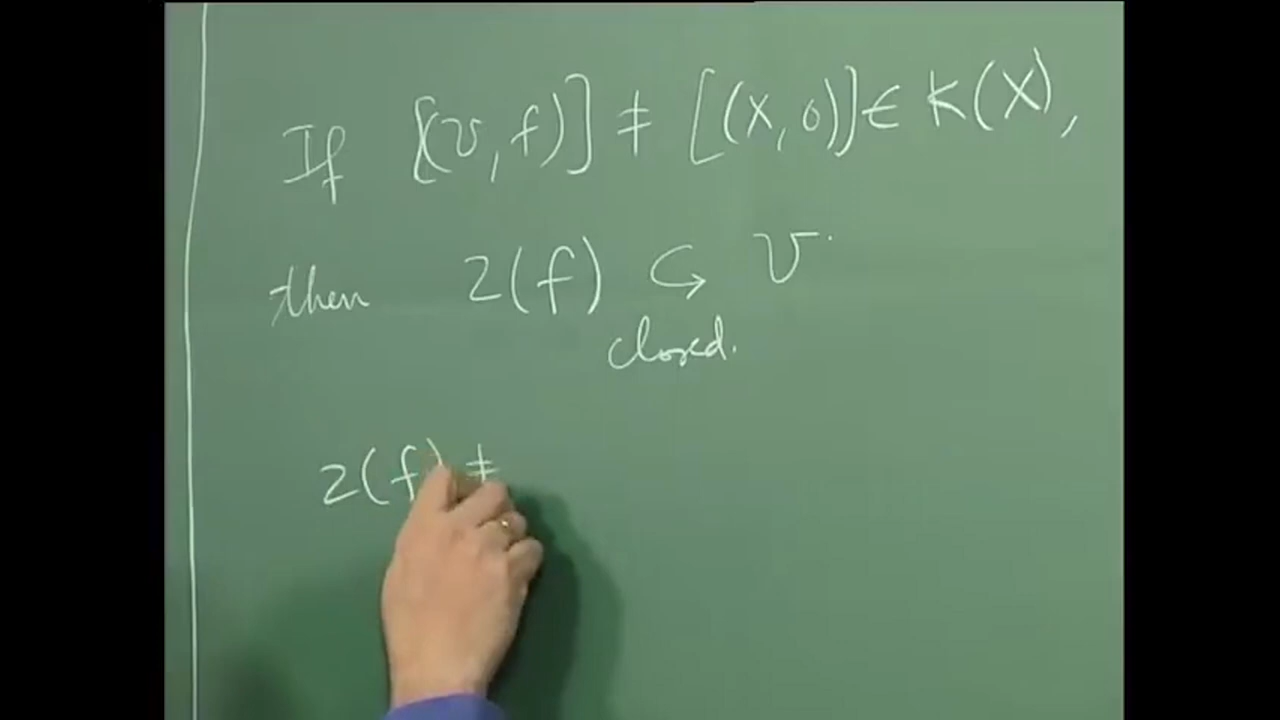 If [(U, f)] ≠ [(X, 0)] ∈ K(X),
then Z(f) ↪ U.
closed.
Z(f) ≠